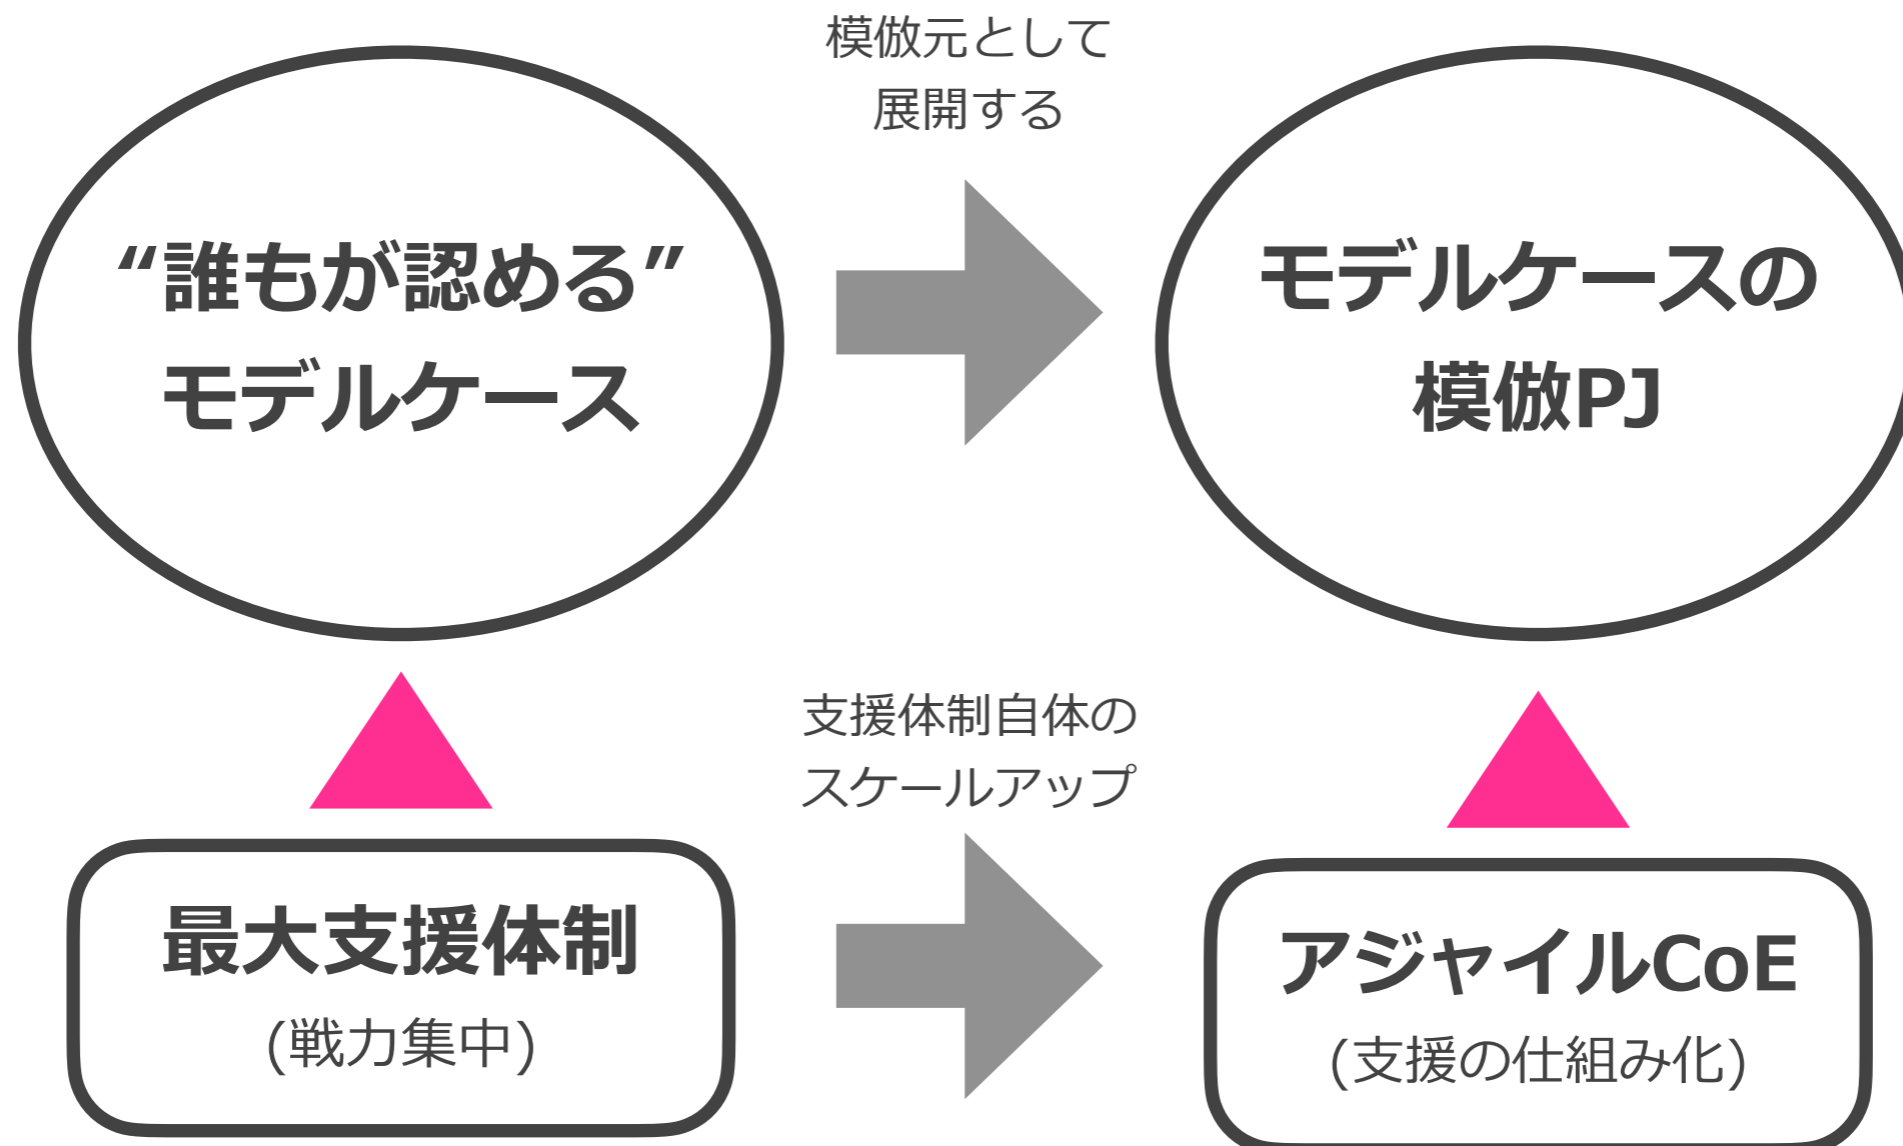 模倣元として
展開する
“誰もが認める”
モデルケース
モデルケースの
模倣PJ
支援体制自体の
スケールアップ
最大支援体制
(戦力集中)
アジャイルCoE
(支援の仕組み化)